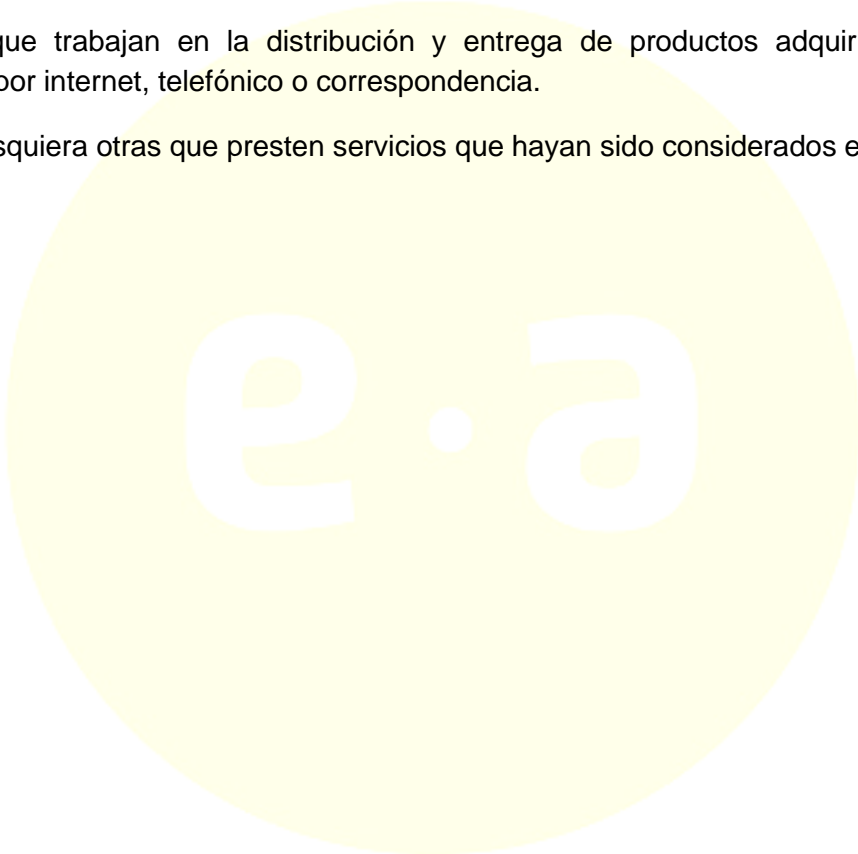 que trabajan en la distribución y entrega de productos adquir
por internet, telefónico o correspondencia.
squiera otras que presten servicios que hayan sido considerados e
e·a